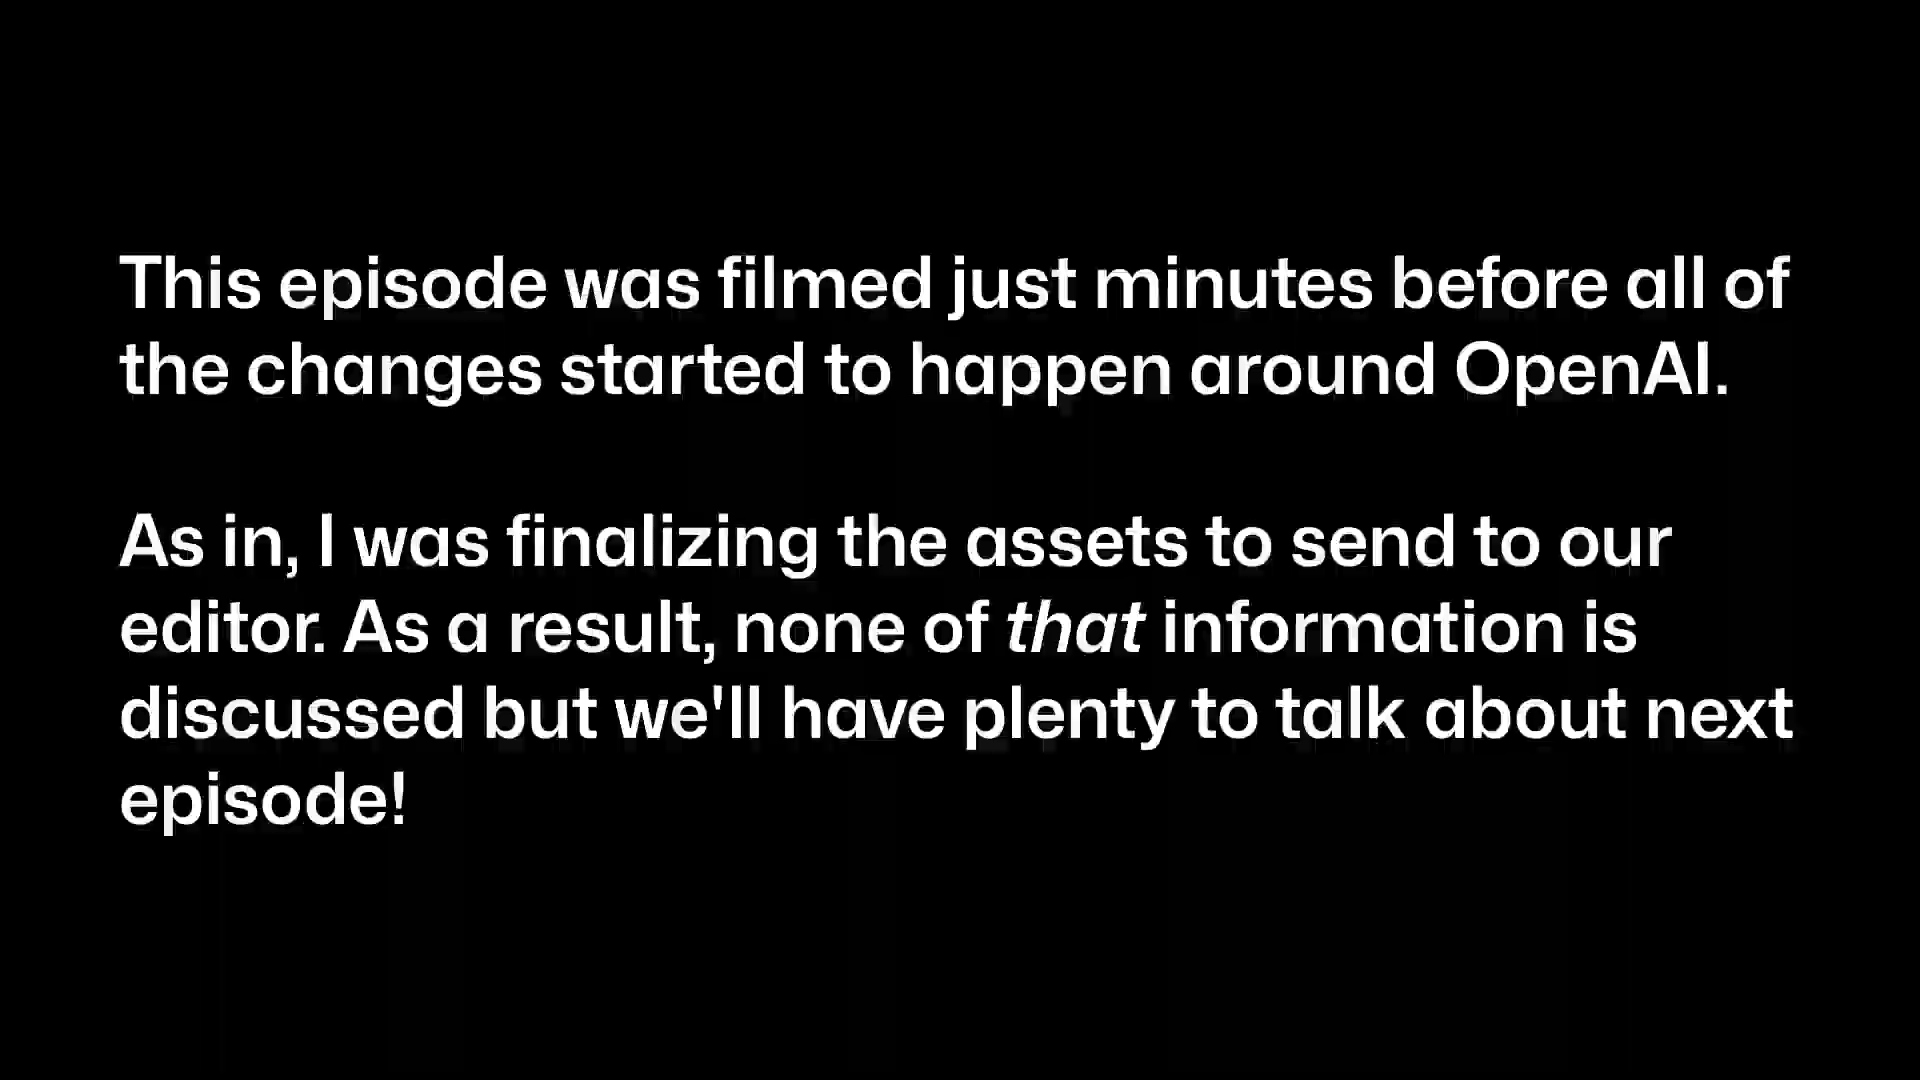 This episode was filmed just minutes before all of
the changes started to happen around OpenAI.
As in, I was finalizing the assets to send to our
editor. As a result, none of that information is
discussed but we'll have plenty to talk about next
episode!